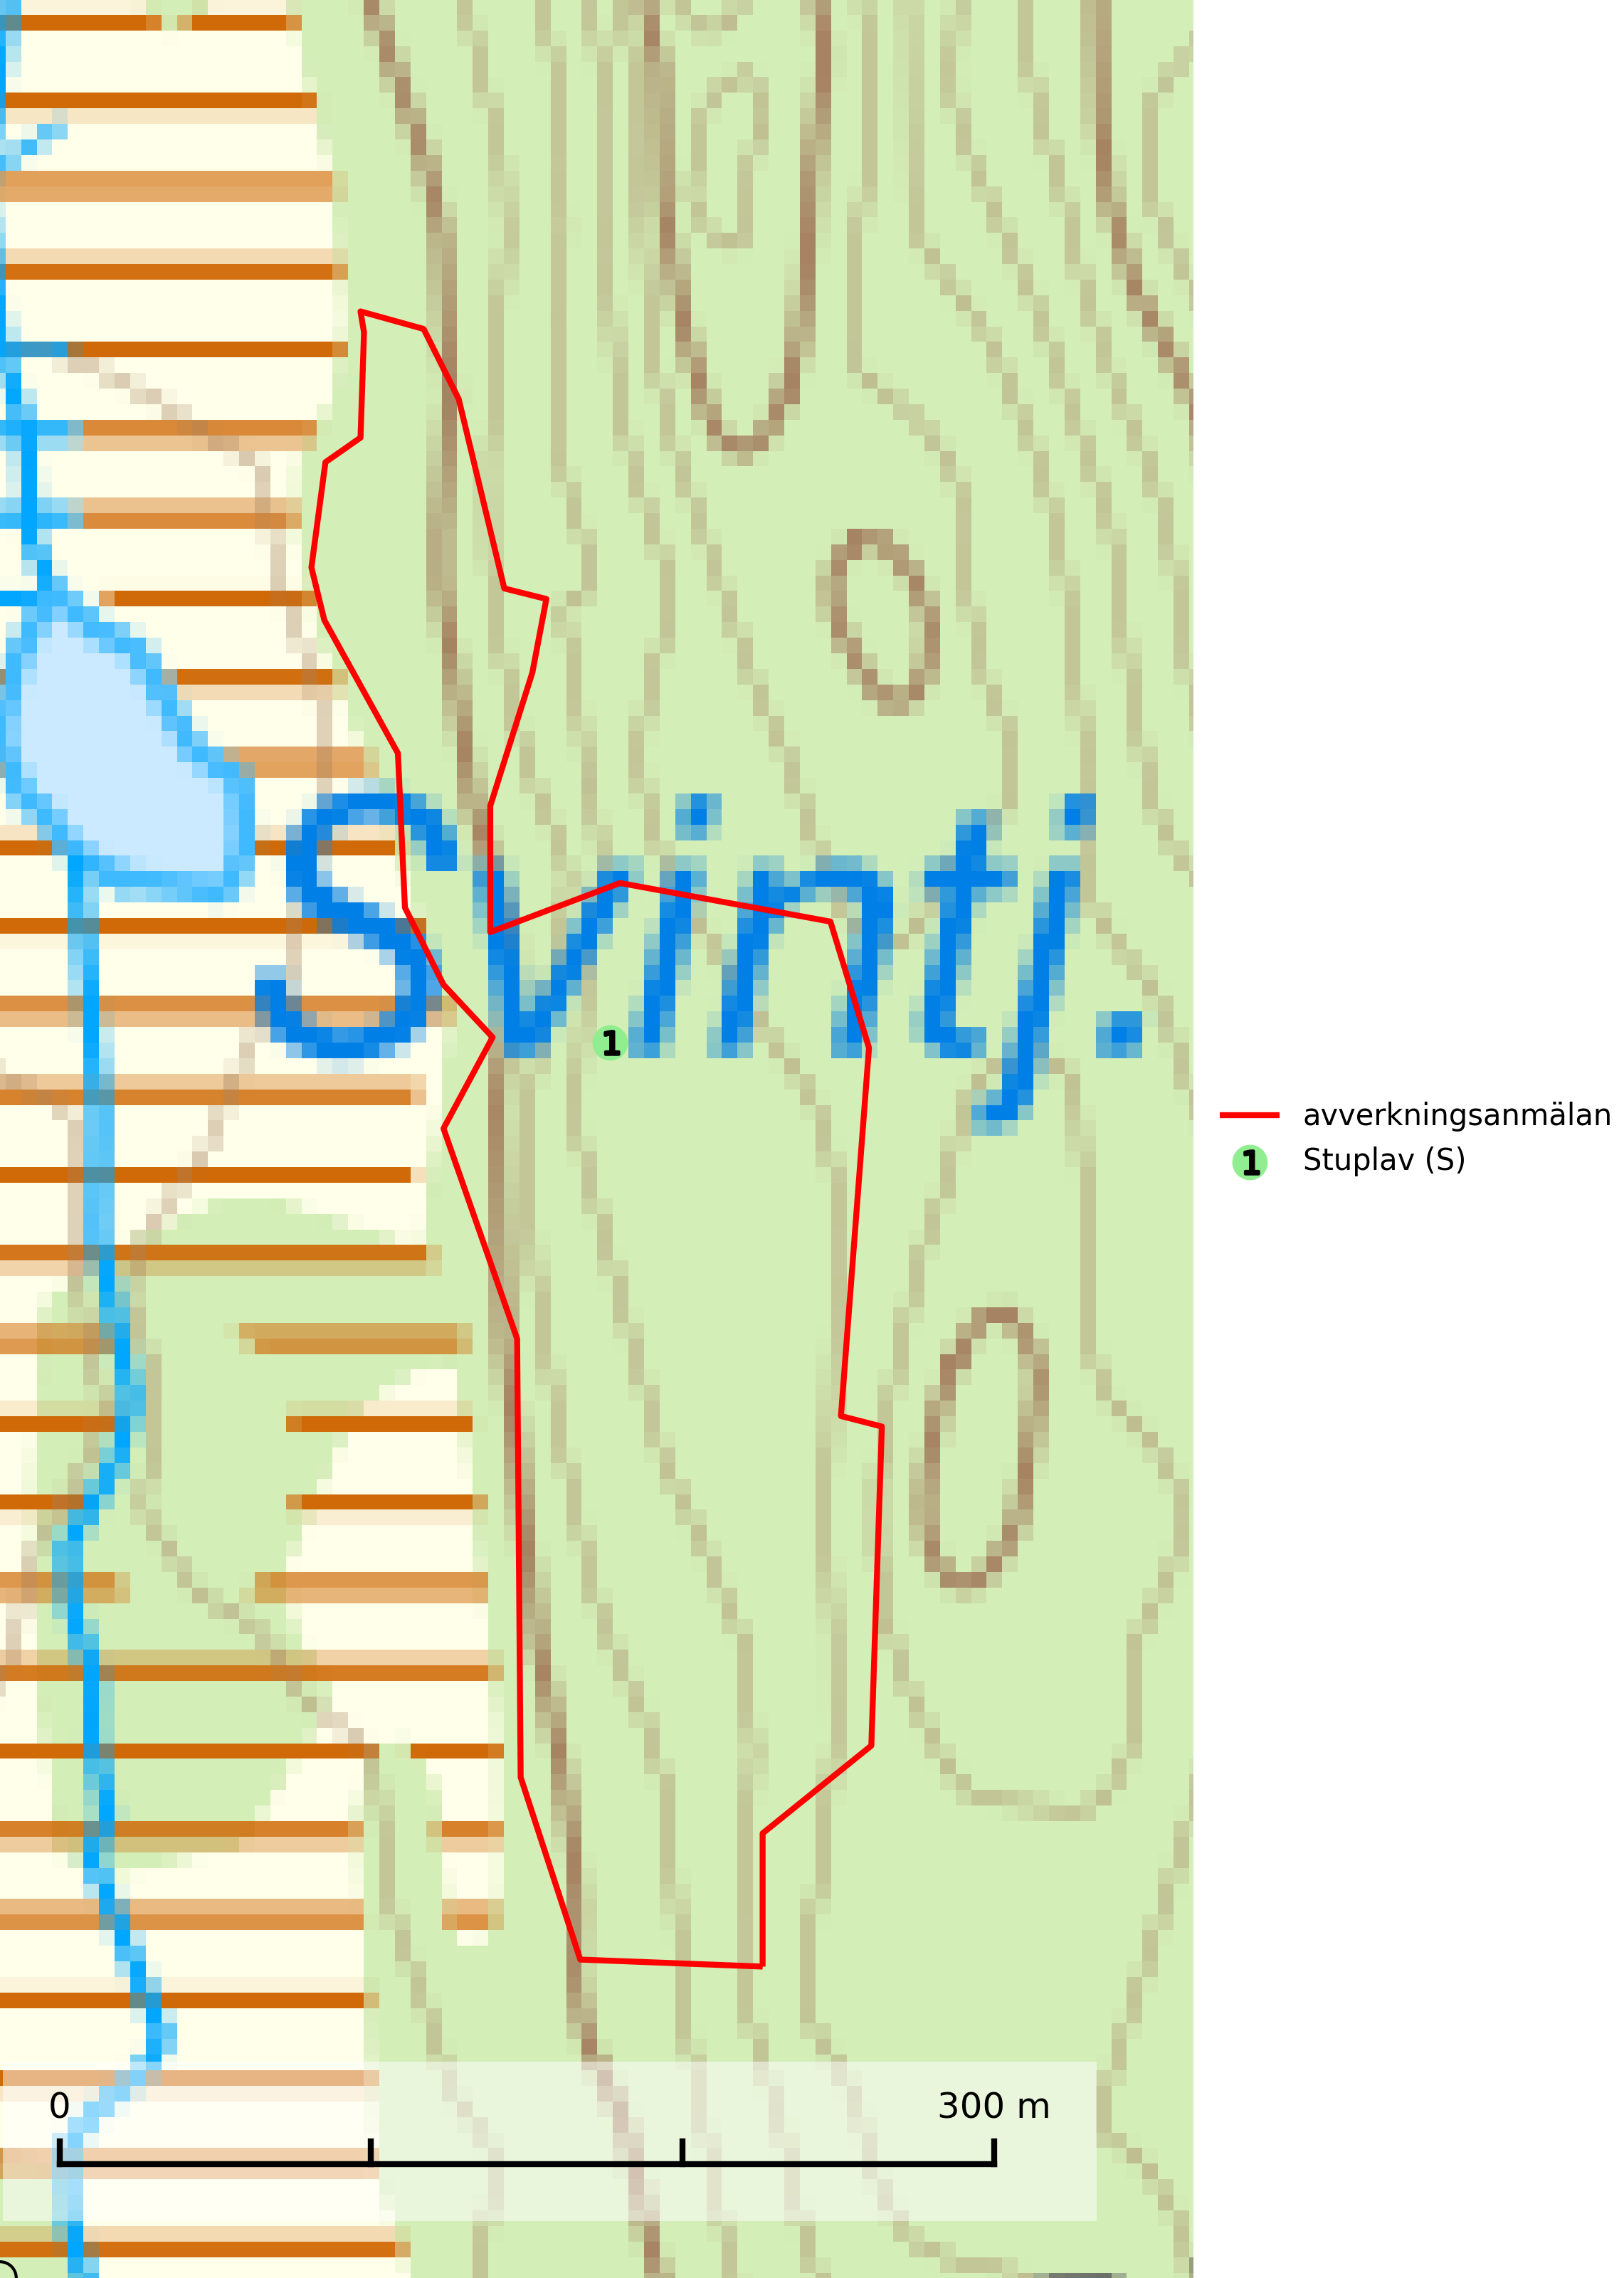 Svintj.
1
avverkningsanmälan
1 Stuplav (S)
0 300 m